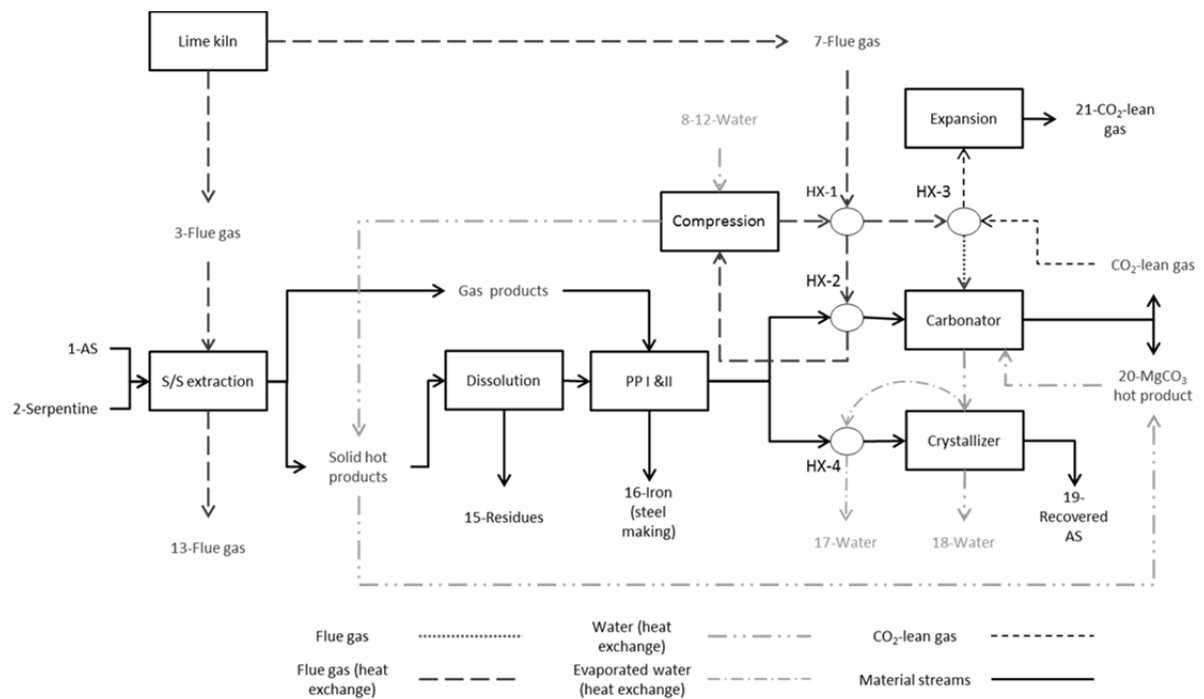 Lime kiln
7-Flue gas
8-12-Water
Expansion
21-CO₂-lean
gas
HX-1
HX-3
Compression
3-Flue gas
CO₂-lean gas
HX-2
Gas products
Carbonator
1-AS
S/S extraction
Dissolution
PP I &II
2-Serpentine
20-MgCO₃
hot product
Solid hot
products
HX-4
Crystallizer
15-Residues
16-Iron
(steel
making)
19-
Recovered
AS
13-Flue gas
17-Water
18-Water
Flue gas
Water (heat
exchange)
CO₂-lean gas
Flue gas (heat
exchange)
Evaporated water
(heat exchange)
Material streams